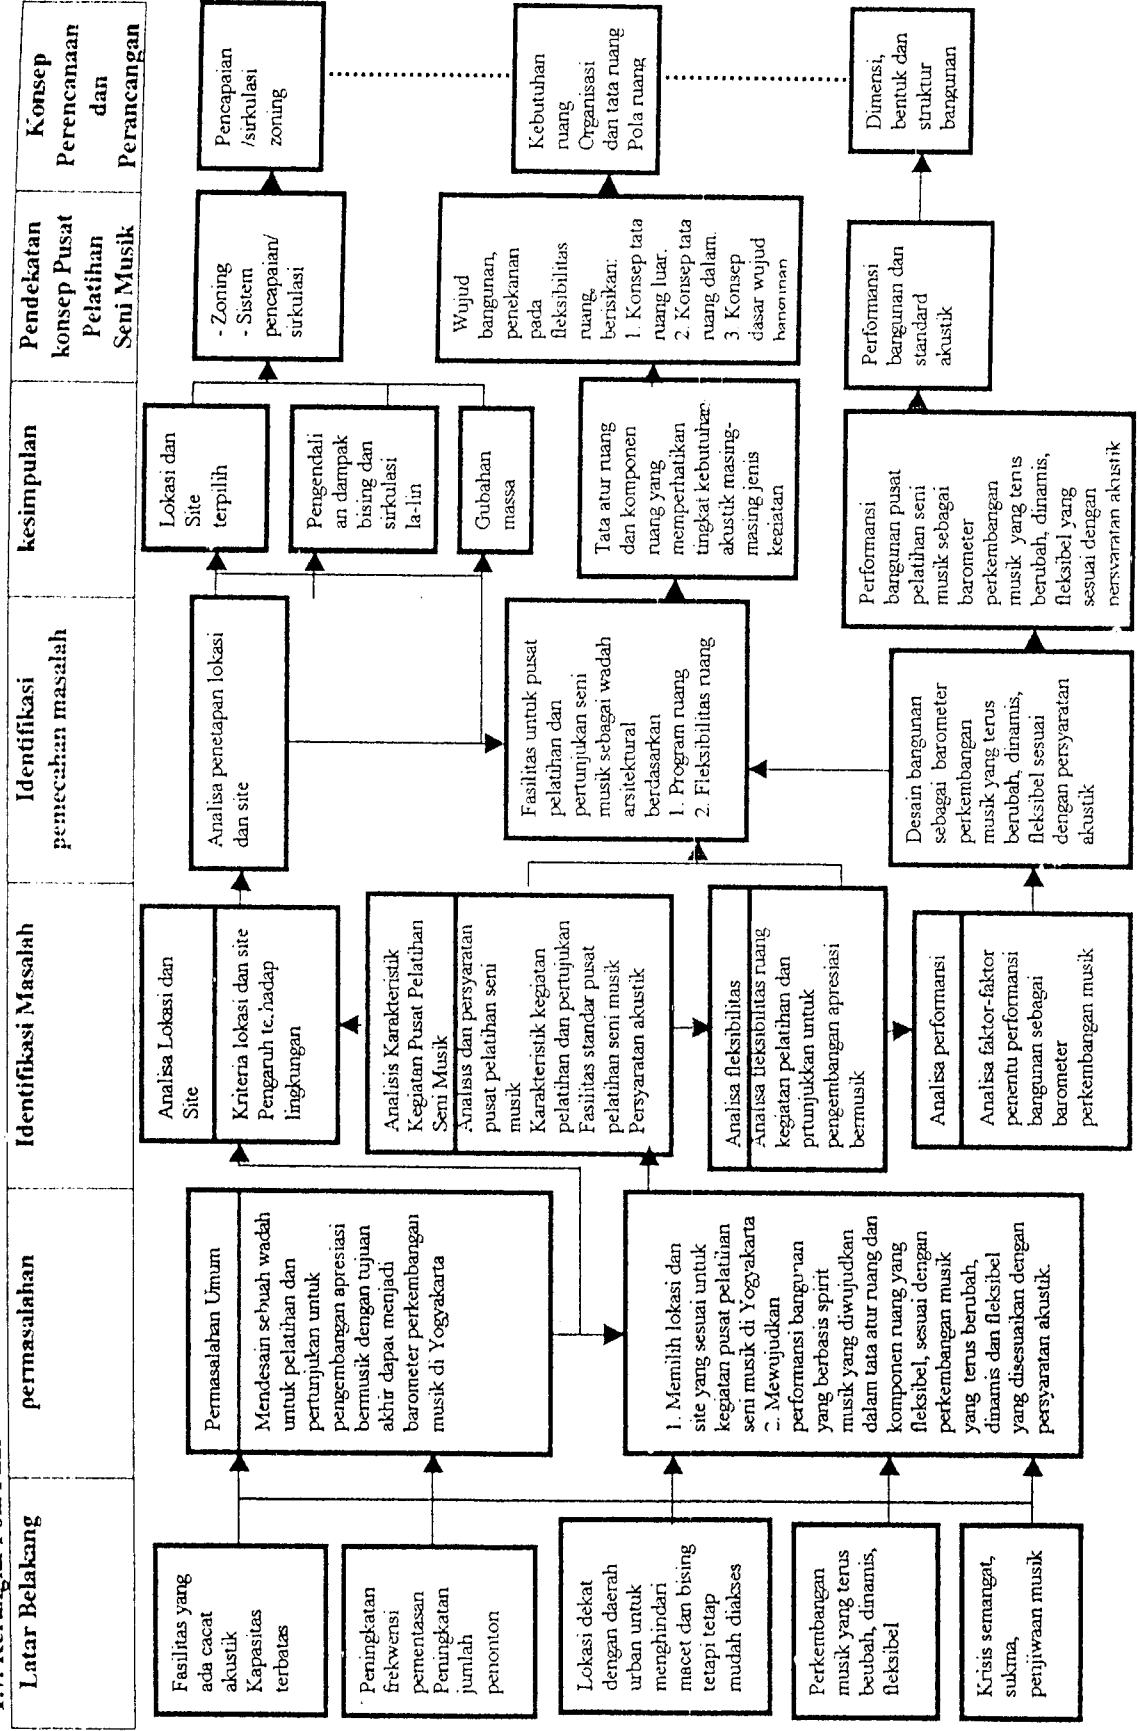 Latar Belakang
permasalahan
Identifikasi Masalah
Identifikasi
pemecahan masalah
kesimpulan
Pendekatan
konsep Pusat
Pelatihan
Seni Musik
Konsep
Perencanaan
dan
Perancangan
Fasilitas yang
ada cacat
akustik
Kapasitas
terbatas
Peningkatan
frekwensi
pementasan
Peningkatan
jumlah
penonton
Lokasi dekat
dengan daerah
urban untuk
menghindari
macet dan bising
tetapi tetap
mudah diakses
Perkembangan
musik yang terus
beubah, dinamis,
fleksibel
Krisis semangat,
sukma,
penjiwaan musik
Permasalahan Umum
Mendesain sebuah wadah
untuk pelatihan dan
pertunjukan untuk
pengembangan apresiasi
bermusik dengan tujuan
akhir dapat menjadi
barometer perkembangan
musik di Yogyakarta
1. Memilih lokasi dan
site yang sesuai untuk
kegiatan pusat pelatihan
seni musik di Yogyakarta
2. Mewujudkan
performansi bangunan
yang berbasis spirit
musik yang diwujudkan
dalam tata atur ruang dan
komponen ruang yang
fleksibel, sesuai dengan
perkembangan musik
yang terus berubah,
dinamis dan fleksibel
yang disesuaikan dengan
persyaratan akustik.
Analisa Lokasi dan
Site
Kriteria lokasi dan site
Pengaruh terhadap
lingkungan
Analisis Karakteristik
Kegiatan Pusat Pelatihan
Seni Musik
Analisis dan persyaratan
pusat pelatihan seni
musik
Karakteristik kegiatan
pelatihan dan pertujukan
Fasilitas standar pusat
pelatihan seni musik
Persyaratan akustik
Analisa fleksibilitas
Analisa fleksibilitas ruang
kegiatan pelatihan dan
prtunjukkan untuk
pengembangan apresiasi
bermusik
Analisa performansi
Analisa faktor-faktor
penentu performansi
bangunan sebagai
barometer
perkembangan musik
Analisa penetapan lokasi
dan site
Fasilitas untuk pusat
pelatihan dan
pertunjukan seni
musik sebagai wadah
arsitektural
berdasarkan
1. Program ruang
2. Fleksibilitas ruang
Desain bangunan
sebagai barometer
perkembangan
musik yang terus
berubah, dinamis,
fleksibel sesuai
dengan persyaratan
akustik
Lokasi dan
Site
terpilih
Pengendali
an dampak
bising dan
sirkulasi
la-lin
Gubahan
massa
Tata atur ruang
dan komponen
ruang yang
memperhatikan
tingkat kebutuhan
akustik masing-
masing jenis
kegiatan
Performansi
bangunan pusat
pelatihan seni
musik sebagai
barometer
perkembangan
musik yang terus
berubah, dinamis,
fleksibel yang
sesuai dengan
persyaratan akustik
- Zoning
- Sistem
pencapaian/
sirkulasi
Wujud
bangunan,
penekanan
pada
fleksibilitas
ruang,
berisikan:
1. Konsep tata
ruang luar.
2. Konsep tata
ruang dalam.
3. Konsep
dasar wujud
bangunan
Performansi
bangunan dan
standard
akustik
Pencapaian
/sirkulasi
zoning
Kebutuhan
ruang
Organisasi
dan tata ruang
Pola ruang
Dimensi,
bentuk dan
struktur
bangunan